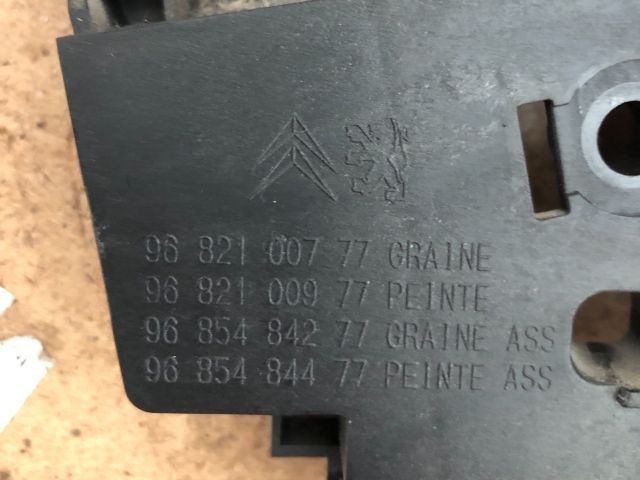 96 821 007 77 GRAINE
96 821 009 77 PEINTE
96 854 842 77 GRAINE ASS
96 854 844 77 PEINTE ASS